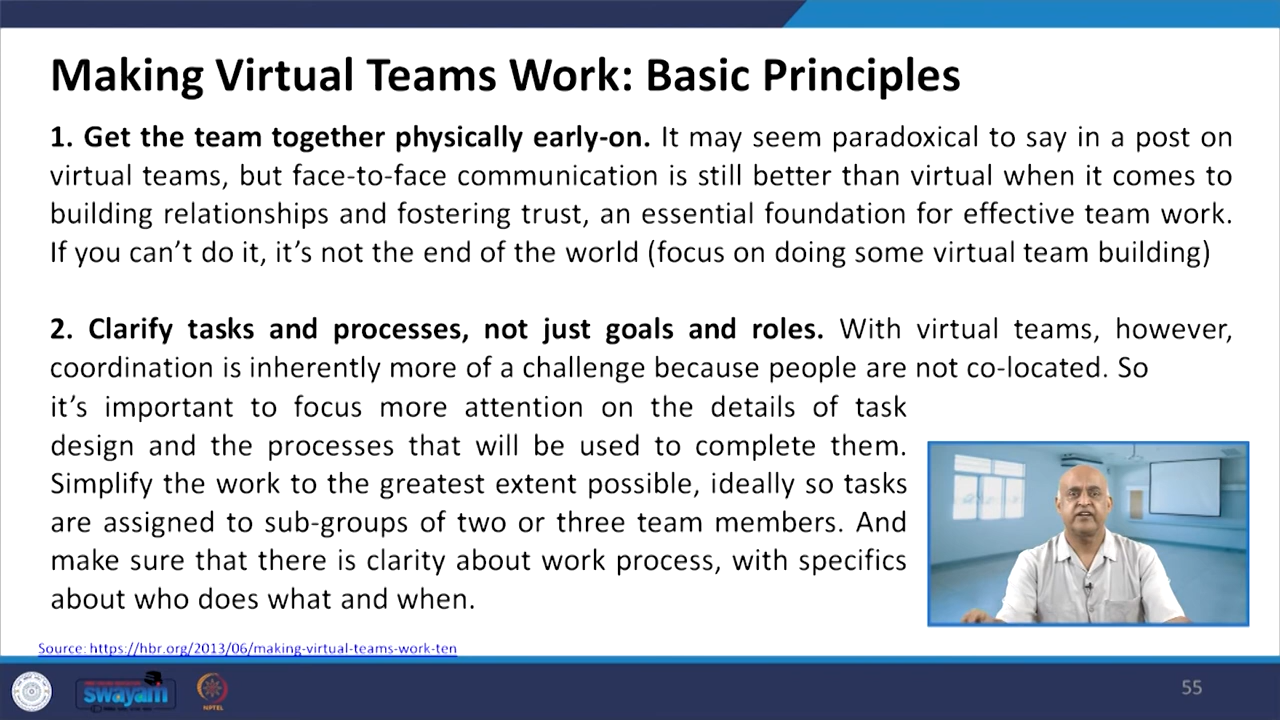 Making Virtual Teams Work: Basic Principles
1. Get the team together physically early-on. It may seem paradoxical to say in a post on
virtual teams, but face-to-face communication is still better than virtual when it comes to
building relationships and fostering trust, an essential foundation for effective team work.
If you can’t do it, it’s not the end of the world (focus on doing some virtual team building)
2. Clarify tasks and processes, not just goals and roles. With virtual teams, however,
coordination is inherently more of a challenge because people are not co-located. So
it’s important to focus more attention on the details of task
design and the processes that will be used to complete them.
Simplify the work to the greatest extent possible, ideally so tasks
are assigned to sub-groups of two or three team members. And
make sure that there is clarity about work process, with specifics
about who does what and when.
Source: https://hbr.org/2013/06/making-virtual-teams-work-ten
swayam
NPTEL
55